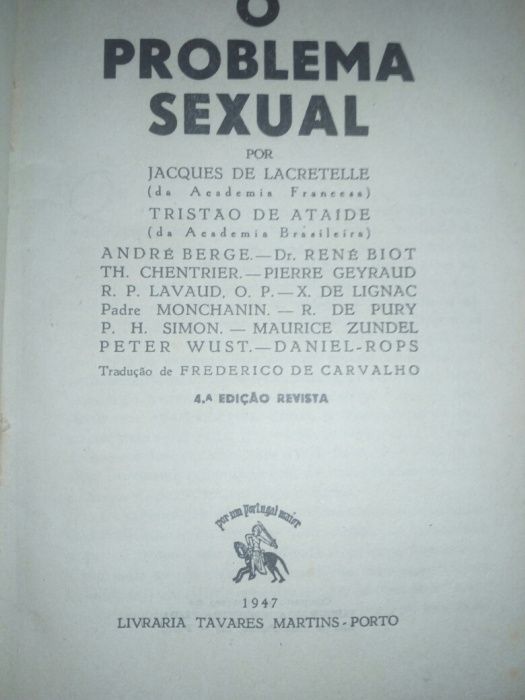 O
PROBLEMA
SEXUAL
POR
JACQUES DE LACRETELLE
(da Academia Francesa)
TRISTÃO DE ATAÍDE
(da Academia Brasileira)
ANDRÉ BERGE.—Dr. RENÉ BIOT
TH. CHENTRIER.—PIERRE GEYRAUD
R. P. LAVAUD, O. P.—X. DE LIGNAC
Padre MONCHANIN. — R. DE PURY
P. H. SIMON. — MAURICE ZUNDEL
PETER WUST.—DANIEL-ROPS
Tradução de FREDERICO DE CARVALHO
4.ª EDIÇÃO REVISTA
por um Portugal maior
1947
LIVRARIA TAVARES MARTINS - PORTO